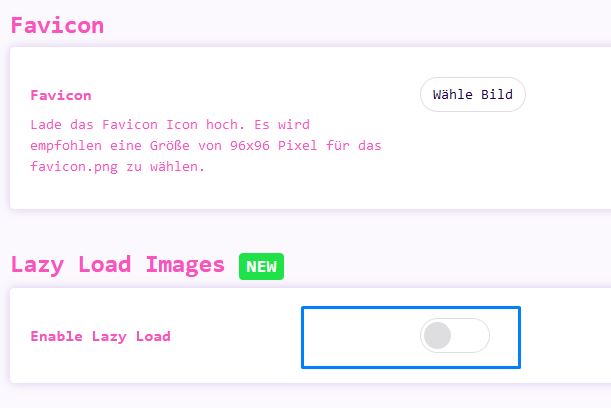 Favicon
Favicon
Wähle Bild
Lade das Favicon Icon hoch. Es wird
empfohlen eine Größe von 96x96 Pixel für das
favicon.png zu wählen.
Lazy Load Images NEW
Enable Lazy Load